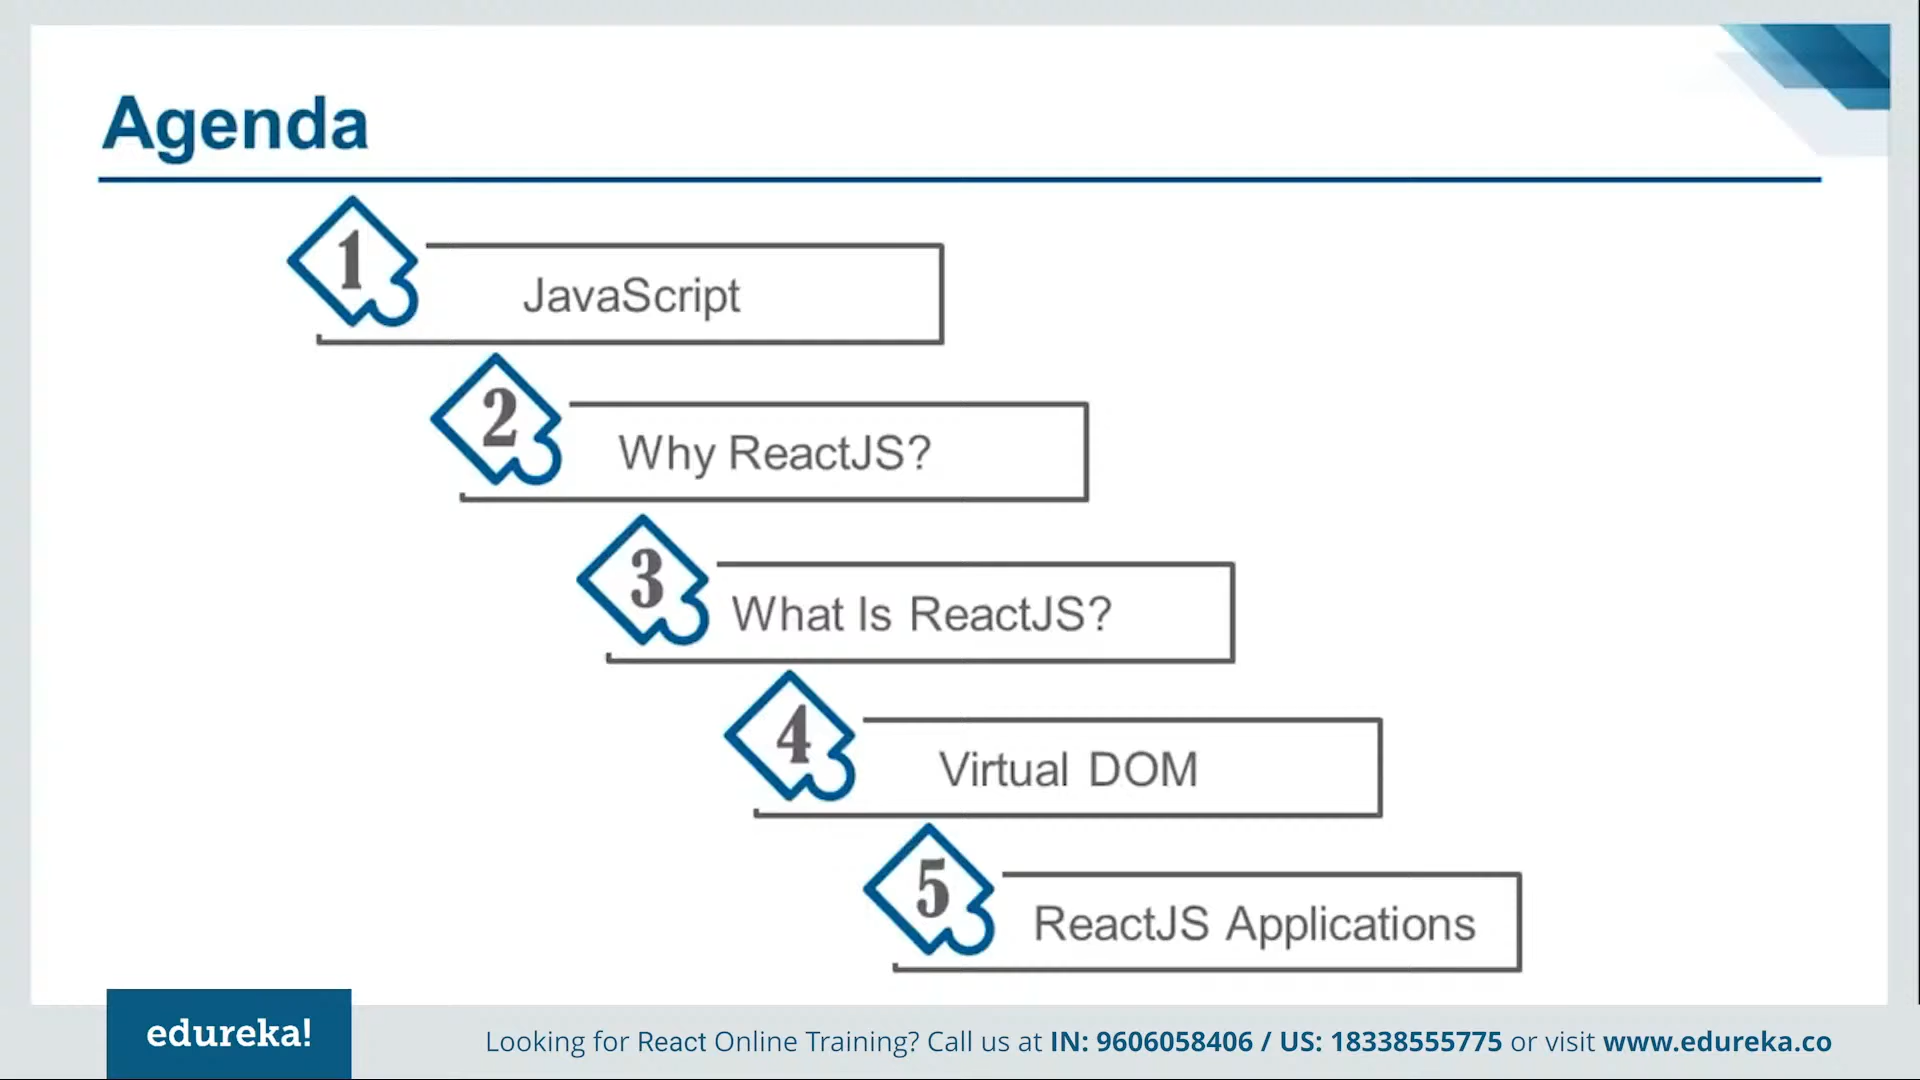 Agenda
1
JavaScript
2
Why ReactJS?
3
What Is ReactJS?
4
Virtual DOM
5
ReactJS Applications
edureka!
Looking for React Online Training? Call us at IN: 9606058406 / US: 18338555775 or visit www.edureka.co